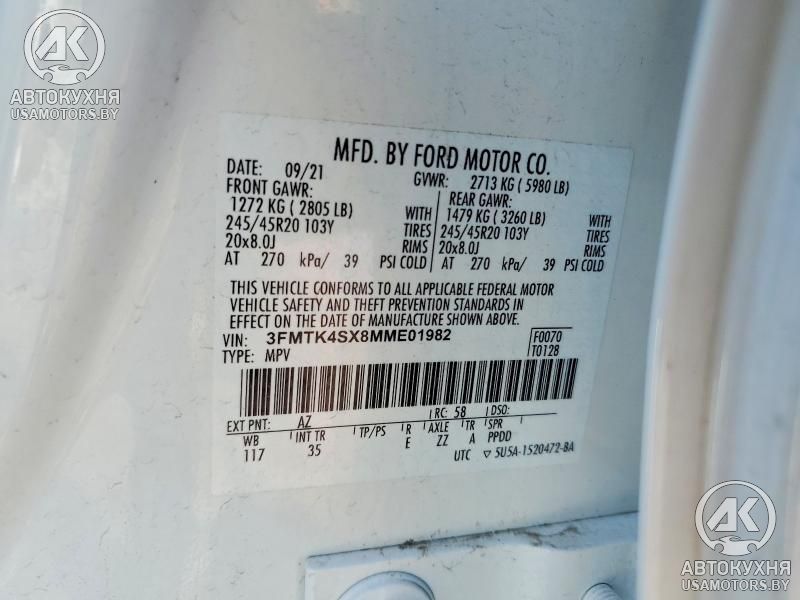 AK
АВТОКУХНЯ
USAMOTORS.BY
MFD. BY FORD MOTOR CO.
DATE: 09/21 GVWR: 2713 KG ( 5980 LB)
FRONT GAWR: REAR GAWR:
1272 KG ( 2805 LB) WITH 1479 KG ( 3260 LB) WITH
245/45R20 103Y TIRES 245/45R20 103Y TIRES
20x8.0J RIMS 20x8.0J RIMS
AT 270 kPa/ 39 PSI COLD AT 270 kPa/ 39 PSI COLD
THIS VEHICLE CONFORMS TO ALL APPLICABLE FEDERAL MOTOR
VEHICLE SAFETY AND THEFT PREVENTION STANDARDS IN
EFFECT ON THE DATE OF MANUFACTURE SHOWN ABOVE.
VIN: 3FMTK4SX8MME01982 F0070
TYPE: MPV T0128
EXT PNT: AZ RC: 58 DSO:
WB INT TR TP/PS R AXLE TR SPR
117 35 E ZZ A PPDD
UTC ▽ 5U5A-1520472-BA
AK
АВТОКУХНЯ
USAMOTORS.BY